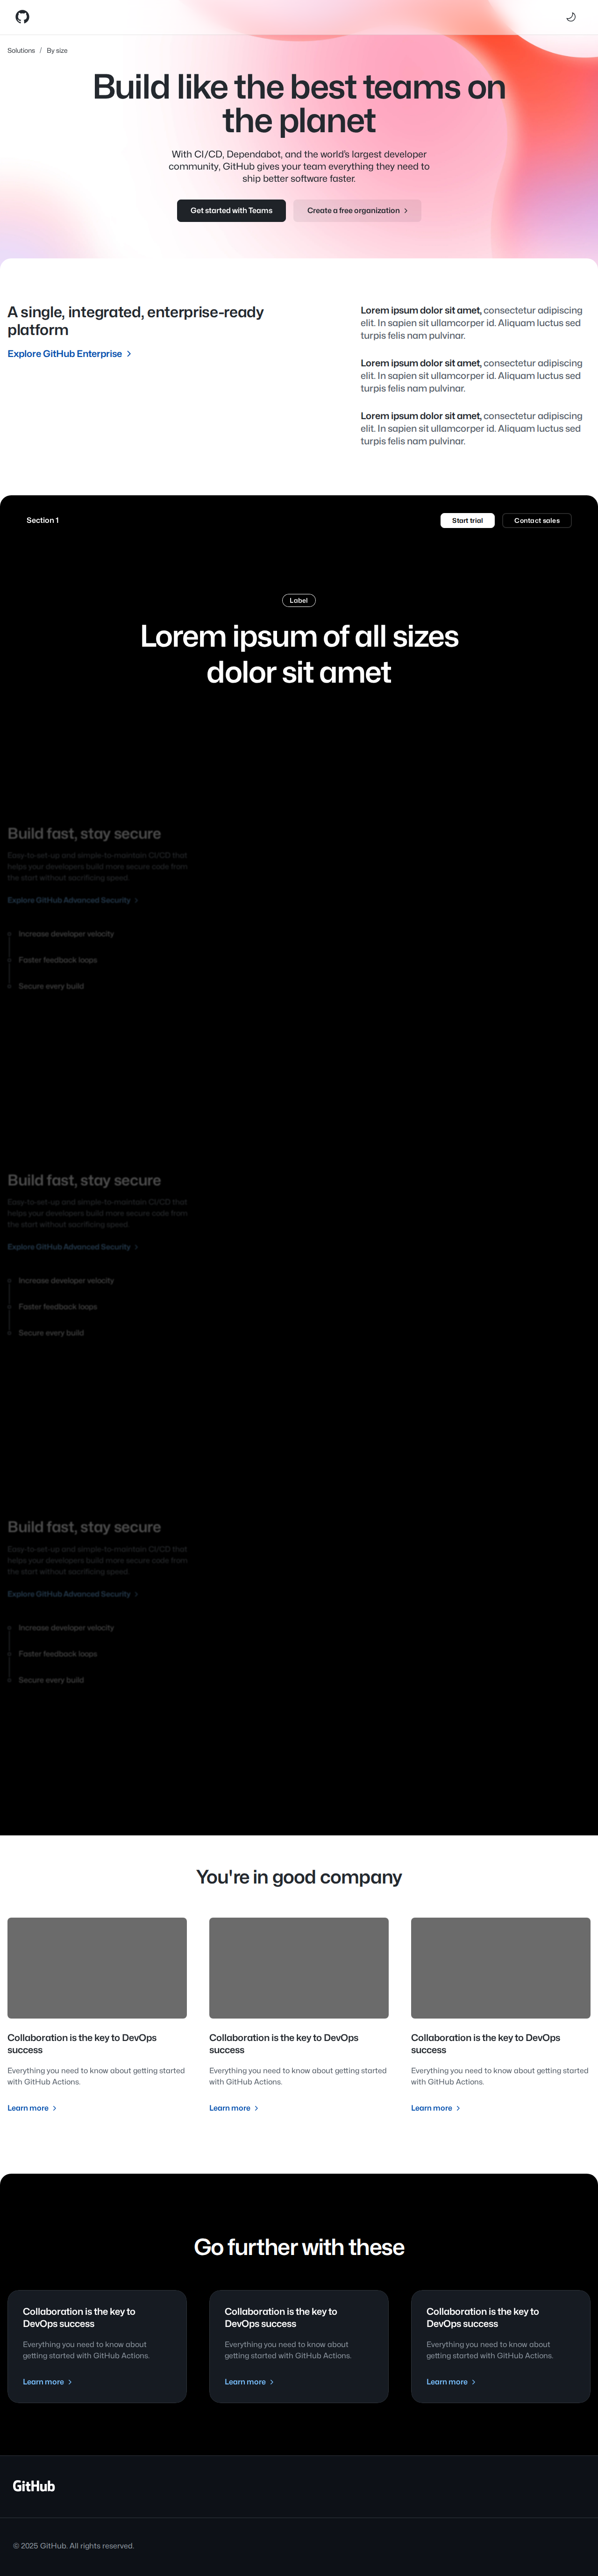 Solutions / By size
Build like the best teams on
the planet
With CI/CD, Dependabot, and the world's largest developer
community, GitHub gives your team everything they need to
ship better software faster.
Get started with Teams
Create a free organization
A single, integrated, enterprise-ready
platform
Explore GitHub Enterprise
Lorem ipsum dolor sit amet, consectetur adipiscing
elit. In sapien sit ullamcorper id. Aliquam luctus sed
turpis felis nam pulvinar.
Lorem ipsum dolor sit amet, consectetur adipiscing
elit. In sapien sit ullamcorper id. Aliquam luctus sed
turpis felis nam pulvinar.
Lorem ipsum dolor sit amet, consectetur adipiscing
elit. In sapien sit ullamcorper id. Aliquam luctus sed
turpis felis nam pulvinar.
Section 1
Start trial
Contact sales
Label
Lorem ipsum of all sizes
dolor sit amet
Build fast, stay secure
Easy-to-set-up and simple-to-maintain CI/CD that
helps your developers build more secure code from
the start without sacrificing speed
Explore GitHub Advanced Security
Increase developer velocity
Faster feedback loops
Secure every build
Build fast, stay secure
Easy-to-set-up and simple-to-maintain CI/CD that
helps your developers build more secure code from
the start without sacrificing speed
Explore GitHub Advanced Security
Increase developer velocity
Faster feedback loops
Secure every build
Build fast, stay secure
Easy-to-set-up and simple-to-maintain CI/CD that
helps your developers build more secure code from
the start without sacrificing speed
Explore GitHub Advanced Security
Increase developer velocity
Faster feedback loops
Secure every build
You're in good company
Collaboration is the key to DevOps
success
Everything you need to know about getting started
with GitHub Actions.
Learn more
Collaboration is the key to DevOps
success
Everything you need to know about getting started
with GitHub Actions.
Learn more
Collaboration is the key to DevOps
success
Everything you need to know about getting started
with GitHub Actions.
Learn more
Go further with these
Collaboration is the key to
DevOps success
Everything you need to know about
getting started with GitHub Actions.
Learn more
Collaboration is the key to
DevOps success
Everything you need to know about
getting started with GitHub Actions.
Learn more
Collaboration is the key to
DevOps success
Everything you need to know about
getting started with GitHub Actions.
Learn more
GitHub
© 2025 GitHub. All rights reserved.